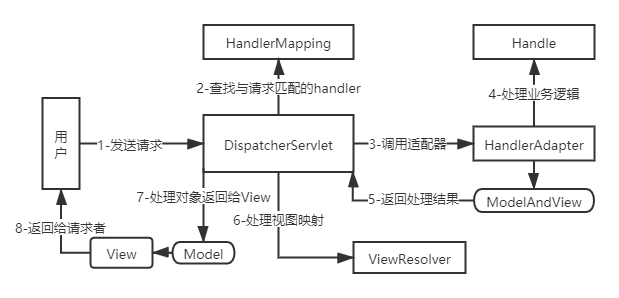 HandlerMapping
Handle
2-查找与请求匹配的handler
4-处理业务逻辑
用
户
1-发送请求
DispatcherServlet
3-调用适配器
HandlerAdapter
7-处理对象返回给View
5-返回处理结果
ModelAndView
6-处理视图映射
8-返回给请求者
View
Model
ViewResolver